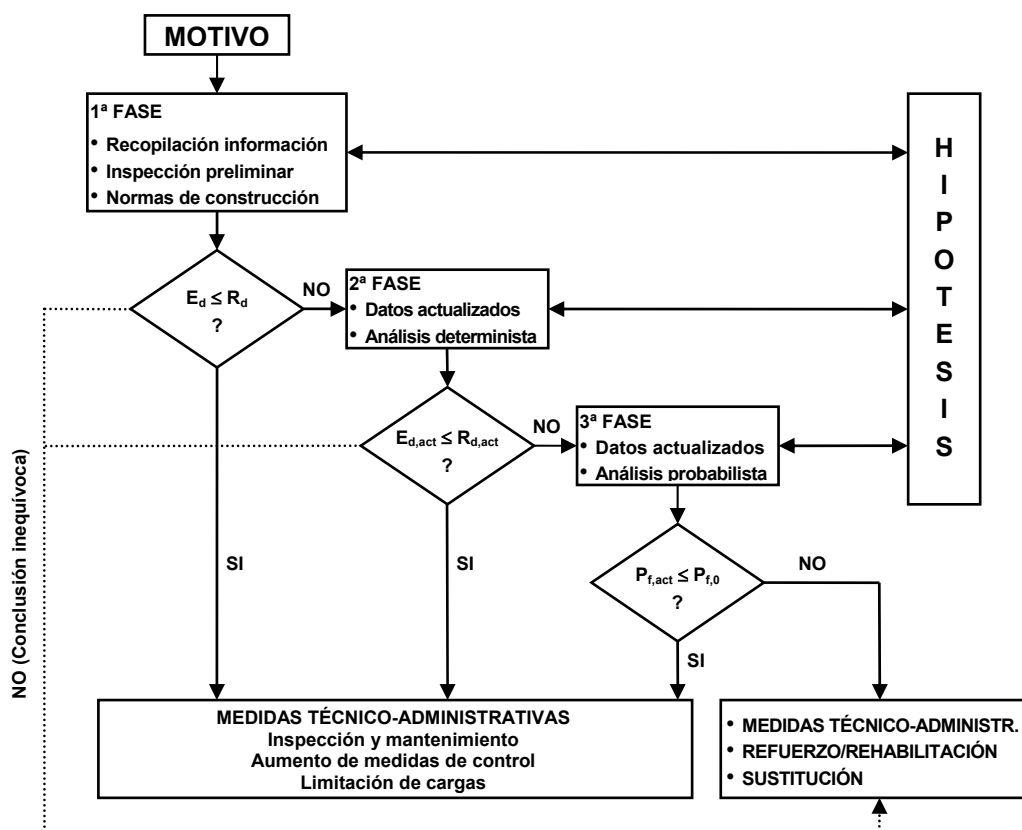 MOTIVO
1ª FASE
• Recopilación información
• Inspección preliminar
• Normas de construcción
H
I
P
O
T
E
S
I
S
E_d ≤ R_d
?
NO
2ª FASE
• Datos actualizados
• Análisis determinista
E_d,act ≤ R_d,act
?
NO
3ª FASE
• Datos actualizados
• Análisis probabilista
P_f,act ≤ P_f,0
?
NO
SI
SI
SI
NO (Conclusión inequívoca)
MEDIDAS TÉCNICO-ADMINISTRATIVAS
Inspección y mantenimiento
Aumento de medidas de control
Limitación de cargas
• MEDIDAS TÉCNICO-ADMINISTR.
• REFUERZO/REHABILITACIÓN
• SUSTITUCIÓN